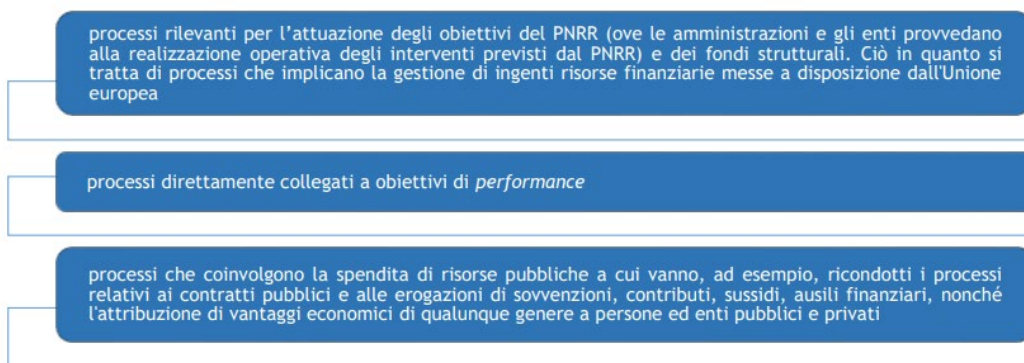 processi rilevanti per l'attuazione degli obiettivi del PNRR (ove le amministrazioni e gli enti provvedano
alla realizzazione operativa degli interventi previsti dal PNRR) e dei fondi strutturali. Ciò in quanto si
tratta di processi che implicano la gestione di ingenti risorse finanziarie messe a disposizione dall'Unione
europea
processi direttamente collegati a obiettivi di performance
processi che coinvolgono la spendita di risorse pubbliche a cui vanno, ad esempio, ricondotti i processi
relativi ai contratti pubblici e alle erogazioni di sovvenzioni, contributi, sussidi, ausili finanziari, nonché
l'attribuzione di vantaggi economici di qualunque genere a persone ed enti pubblici e privati